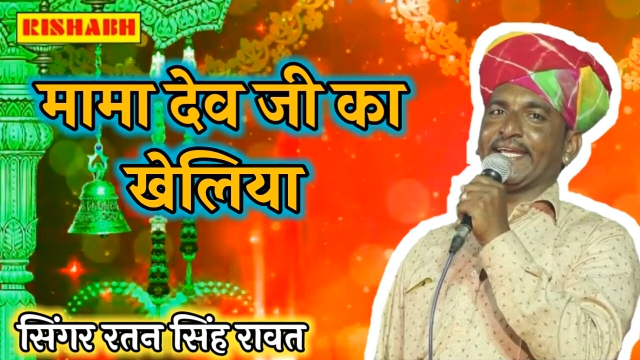 RISHABH
मामा देव जी का
खेलिया
सिंगर रतन सिंह रावत